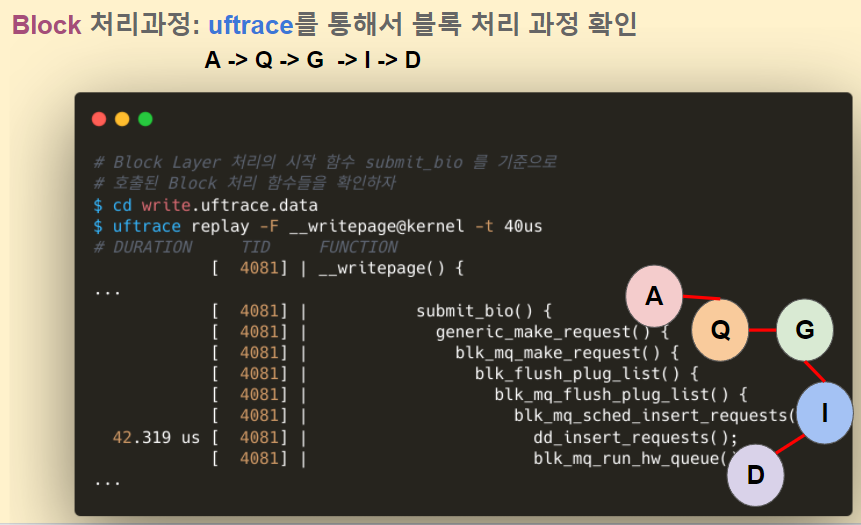 Block 처리과정: uftrace를 통해서 블록 처리 과정 확인
A -> Q -> G -> I -> D
# Block Layer 처리의 시작 함수 submit_bio 를 기준으로
# 호출된 Block 처리 함수들을 확인하자
$ cd write.uftrace.data
$ uftrace replay -F __writepage@kernel -t 40us
# DURATION TID FUNCTION
[ 4081] | __writepage() {
...
[ 4081] | submit_bio() {
[ 4081] | generic_make_request() {
[ 4081] | blk_mq_make_request() {
[ 4081] | blk_flush_plug_list() {
[ 4081] | blk_mq_flush_plug_list() {
[ 4081] | blk_mq_sched_insert_requests(
42.319 us [ 4081] | dd_insert_requests();
[ 4081] | blk_mq_run_hw_queue(
...
A
Q
G
I
D